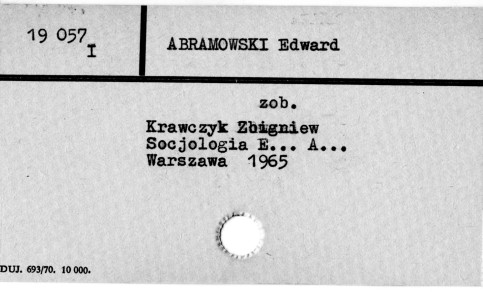 19 057
I
ABRAMOWSKI Edward
zob.
Krawczyk Zbigniew
Socjologia E... A...
Warszawa 1965
DUJ. 693/70. 10 000.